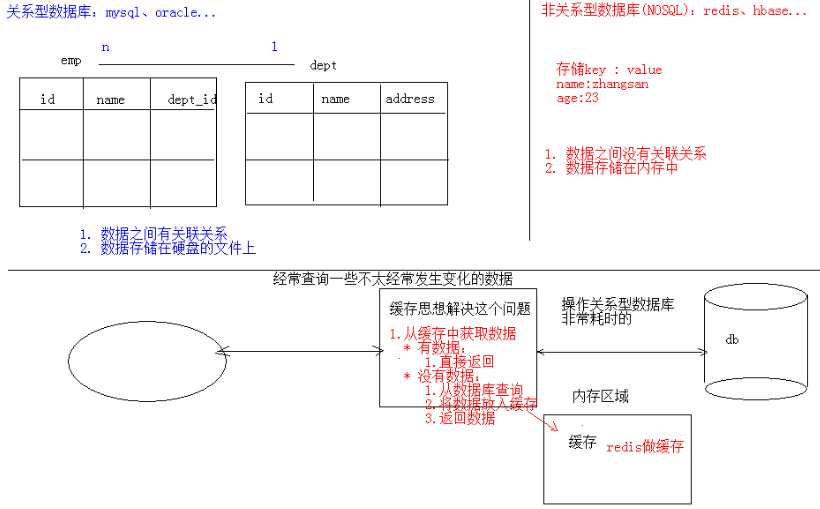 关系型数据库：mysql、oracle...
n 1
emp dept
id name dept_id
id name address
1. 数据之间有关联关系
2. 数据存储在硬盘的文件上
非关系型数据库(NOSQL)：redis、hbase...
存储key : value
name:zhangsan
age:23
1. 数据之间没有关联关系
2. 数据存储在内存中
经常查询一些不太经常发生变化的数据
缓存思想解决这个问题
1.从缓存中获取数据
* 有数据：
1.直接返回
* 没有数据：
1.从数据库查询
2.将数据放入缓存
3.返回数据
操作关系型数据库
非常耗时的
db
内存区域
缓存
redis做缓存